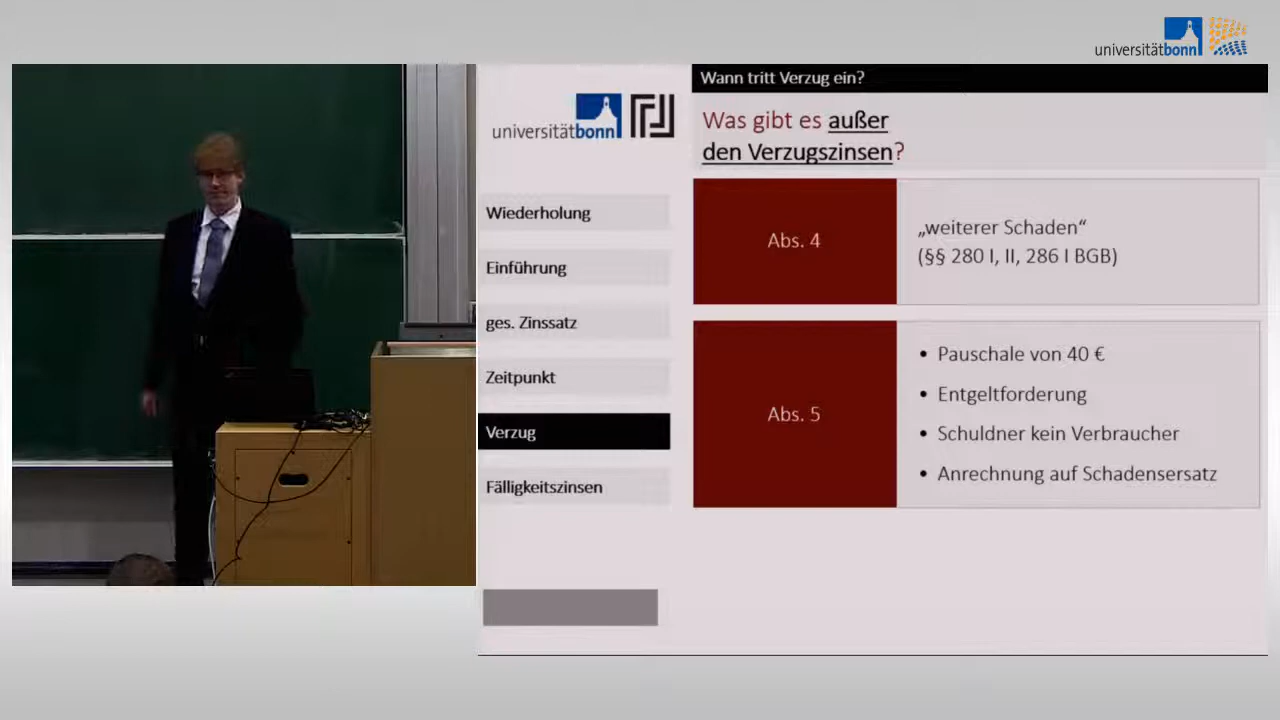 universitätbonn
universitätbonn
Wiederholung
Einführung
ges. Zinssatz
Zeitpunkt
Verzug
Fälligkeitszinsen
Wann tritt Verzug ein?
Was gibt es außer
den Verzugszinsen?
Abs. 4
„weiterer Schaden“
(§§ 280 I, II, 286 I BGB)
Abs. 5
• Pauschale von 40 €
• Entgeltforderung
• Schuldner kein Verbraucher
• Anrechnung auf Schadensersatz